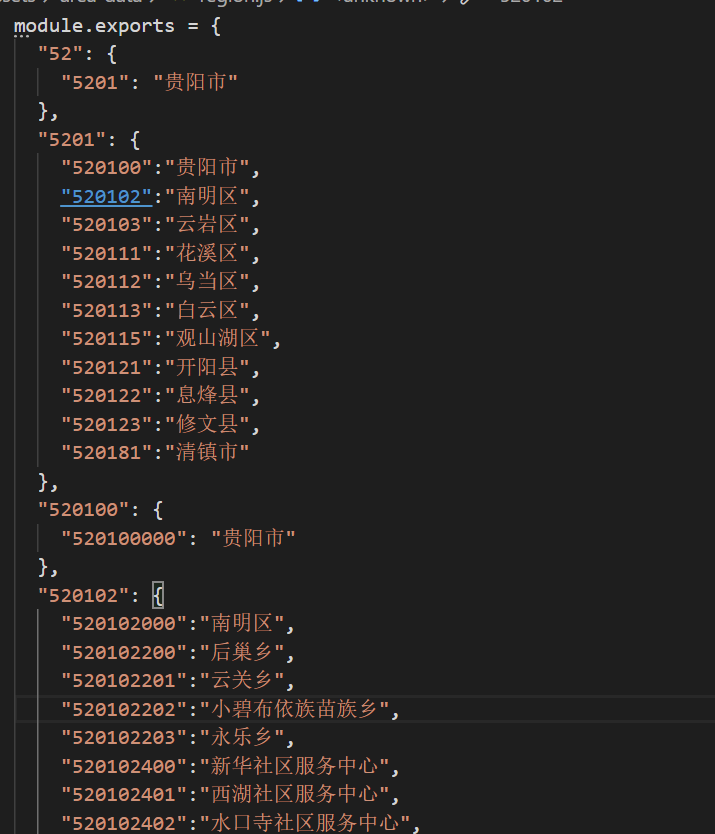 module.exports = {
"52": {
"5201": "贵阳市"
},
"5201": {
"520100":"贵阳市",
"520102":"南明区",
"520103":"云岩区",
"520111":"花溪区",
"520112":"乌当区",
"520113":"白云区",
"520115":"观山湖区",
"520121":"开阳县",
"520122":"息烽县",
"520123":"修文县",
"520181":"清镇市"
},
"520100": {
"520100000": "贵阳市"
},
"520102": {
"520102000":"南明区",
"520102200":"后巢乡",
"520102201":"云关乡",
"520102202":"小碧布依族苗族乡",
"520102203":"永乐乡",
"520102400":"新华社区服务中心",
"520102401":"西湖社区服务中心",
"520102402":"水口寺社区服务中心",